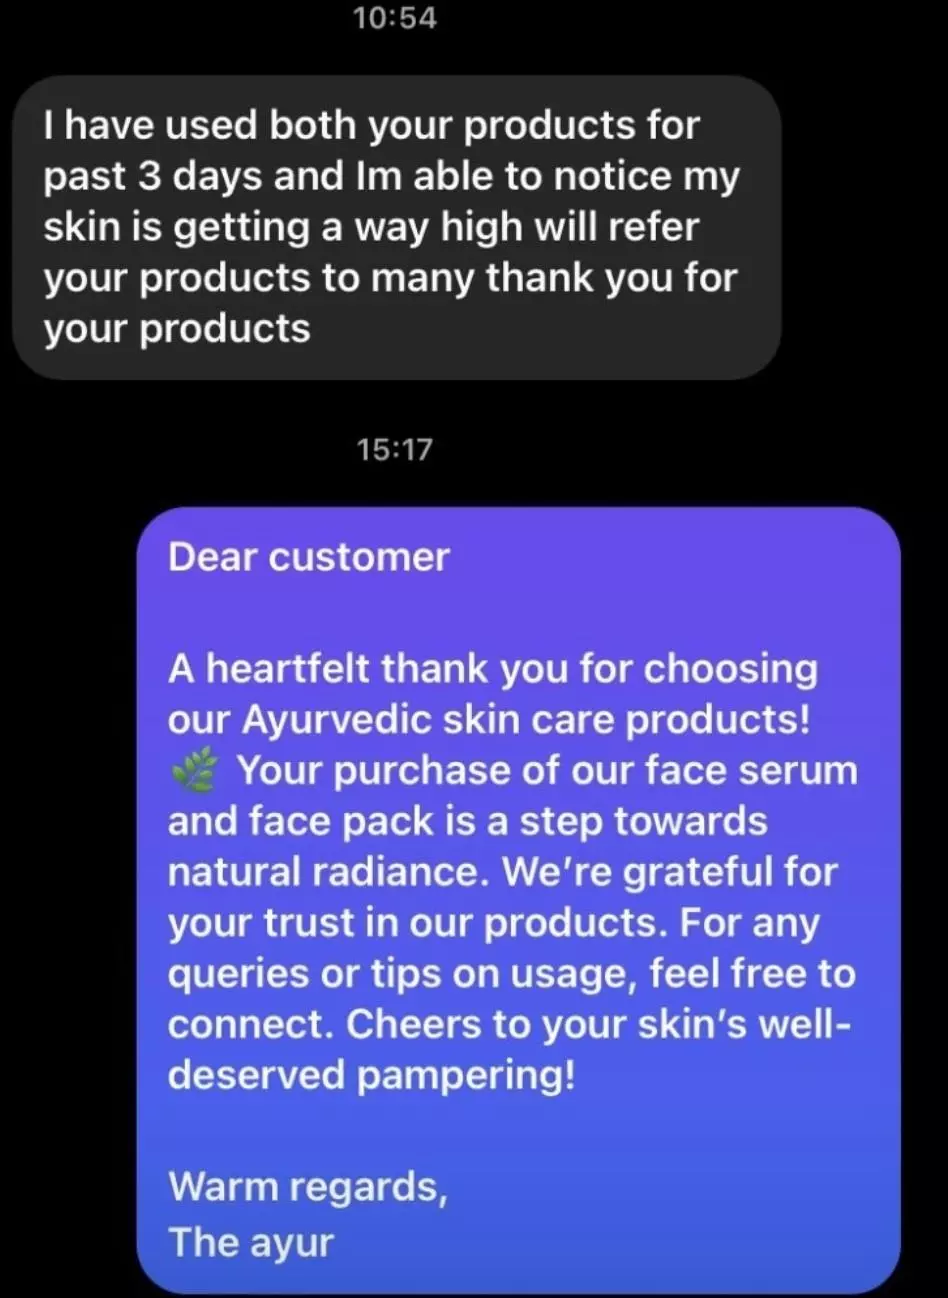 10:54
I have used both your products for
past 3 days and Im able to notice my
skin is getting a way high will refer
your products to many thank you for
your products
15:17
Dear customer
A heartfelt thank you for choosing
our Ayurvedic skin care products!
🌿 Your purchase of our face serum
and face pack is a step towards
natural radiance. We’re grateful for
your trust in our products. For any
queries or tips on usage, feel free to
connect. Cheers to your skin’s well-
deserved pampering!
Warm regards,
The ayur